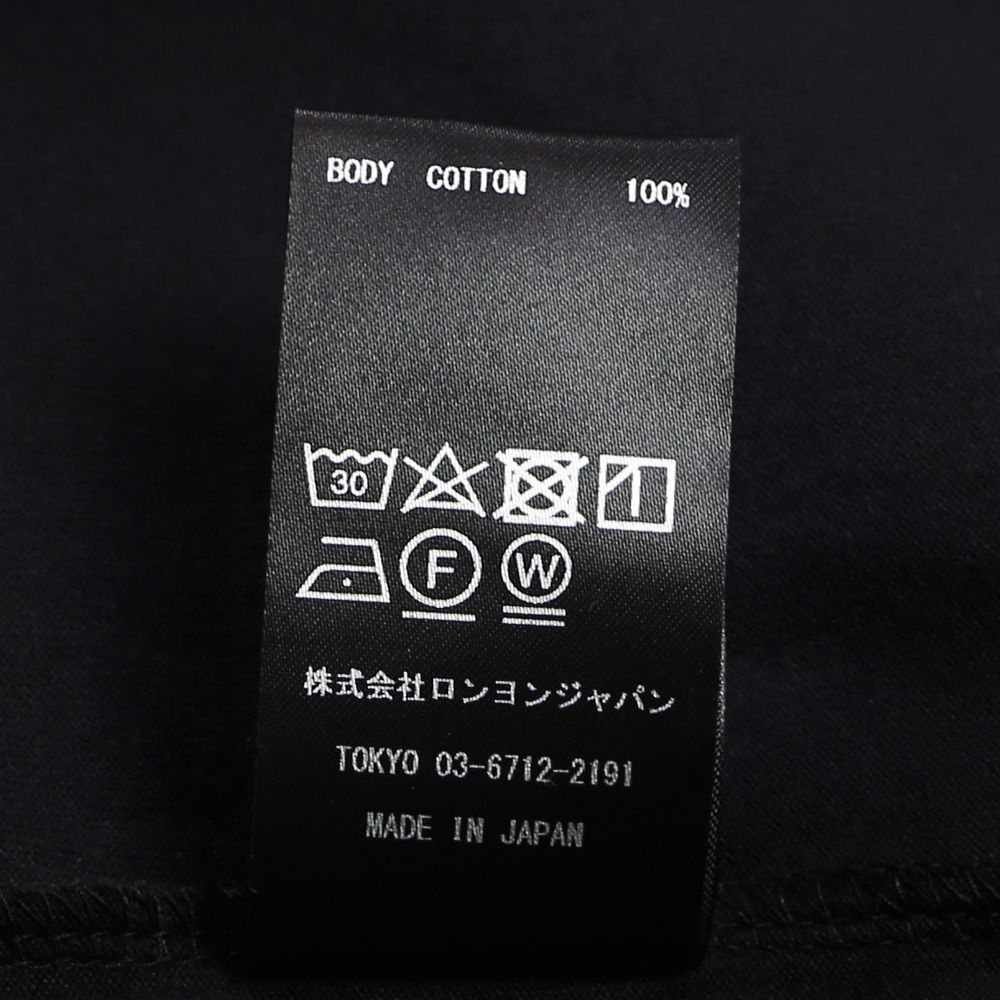 BODY COTTON 100%
30
F W
株式会社ロンヨンジャパン
TOKYO 03-6712-2191
MADE IN JAPAN